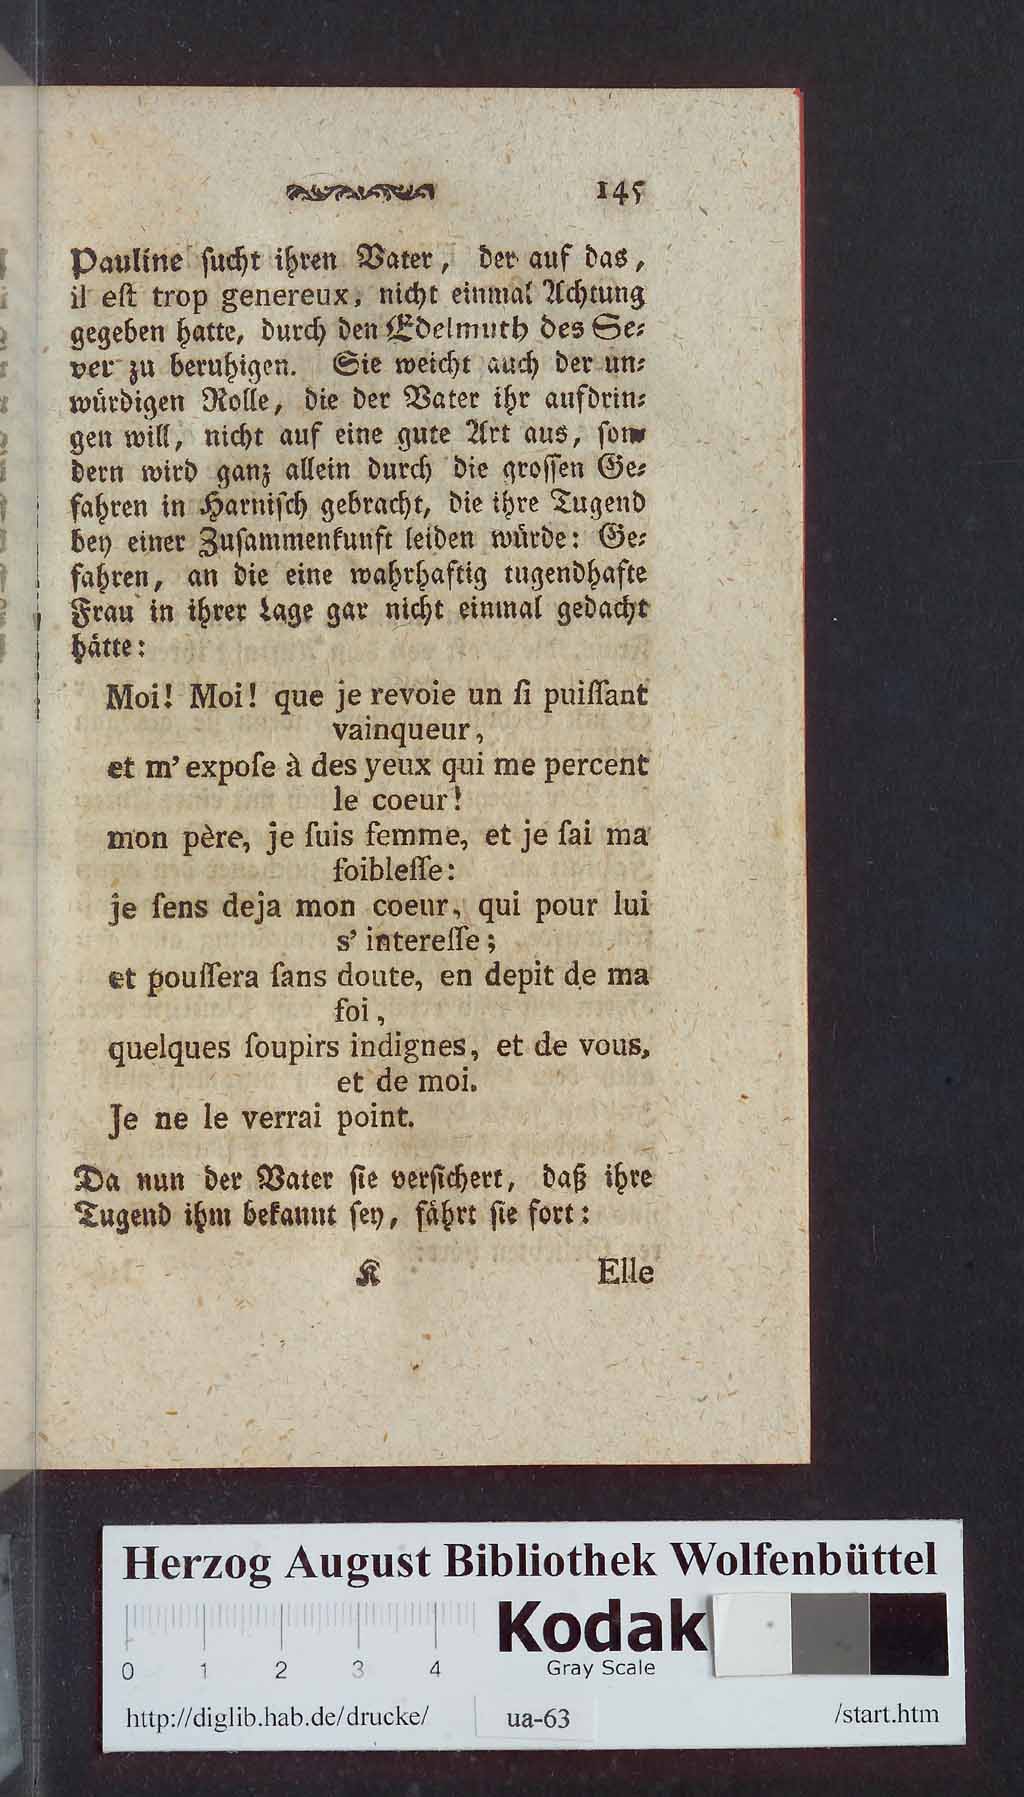 145
Pauline ſucht ihren Vater, der auf das,
il eſt trop genereux, nicht einmal Achtung
gegeben hatte, durch den Edelmuth des Se⸗
ver zu beruhigen. Sie weicht auch der un⸗
würdigen Rolle, die der Vater ihr aufdrin⸗
gen will, nicht auf eine gute Art aus, ſon⸗
dern wird ganz allein durch die groſſen Ge⸗
fahren in Harniſch gebracht, die ihre Tugend
bey einer Zuſammenkunft leiden würde: Ge⸗
fahren, an die eine wahrhaftig tugendhafte
Frau in ihrer Lage gar nicht einmal gedacht
hätte:
Moi! Moi! que je revoie un ſi puiſſant
vainqueur,
et m' expoſe à des yeux qui me percent
le coeur!
mon père, je ſuis femme, et je ſai ma
foibleſſe:
je ſens deja mon coeur, qui pour lui
s' intereſſe;
et pouſſera ſans doute, en depit de ma
foi,
quelques ſoupirs indignes, et de vous,
et de moi.
Je ne le verrai point.
Da nun der Vater ſie verſichert, daß ihre
Tugend ihm bekannt ſey, fährt ſie fort:
K Elle
Herzog August Bibliothek Wolfenbüttel
Kodak
Gray Scale
0 1 2 3 4
http://diglib.hab.de/drucke/ ua-63 /start.htm